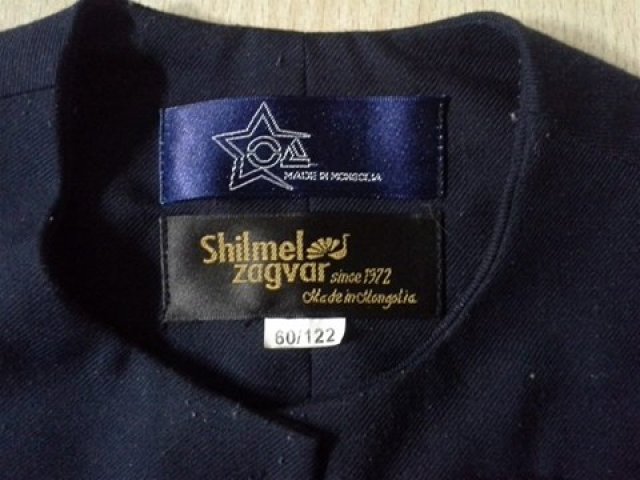 MADE IN MONGOLIA
Shilmel
zagvar since 1972
Made in Mongolia
60/122